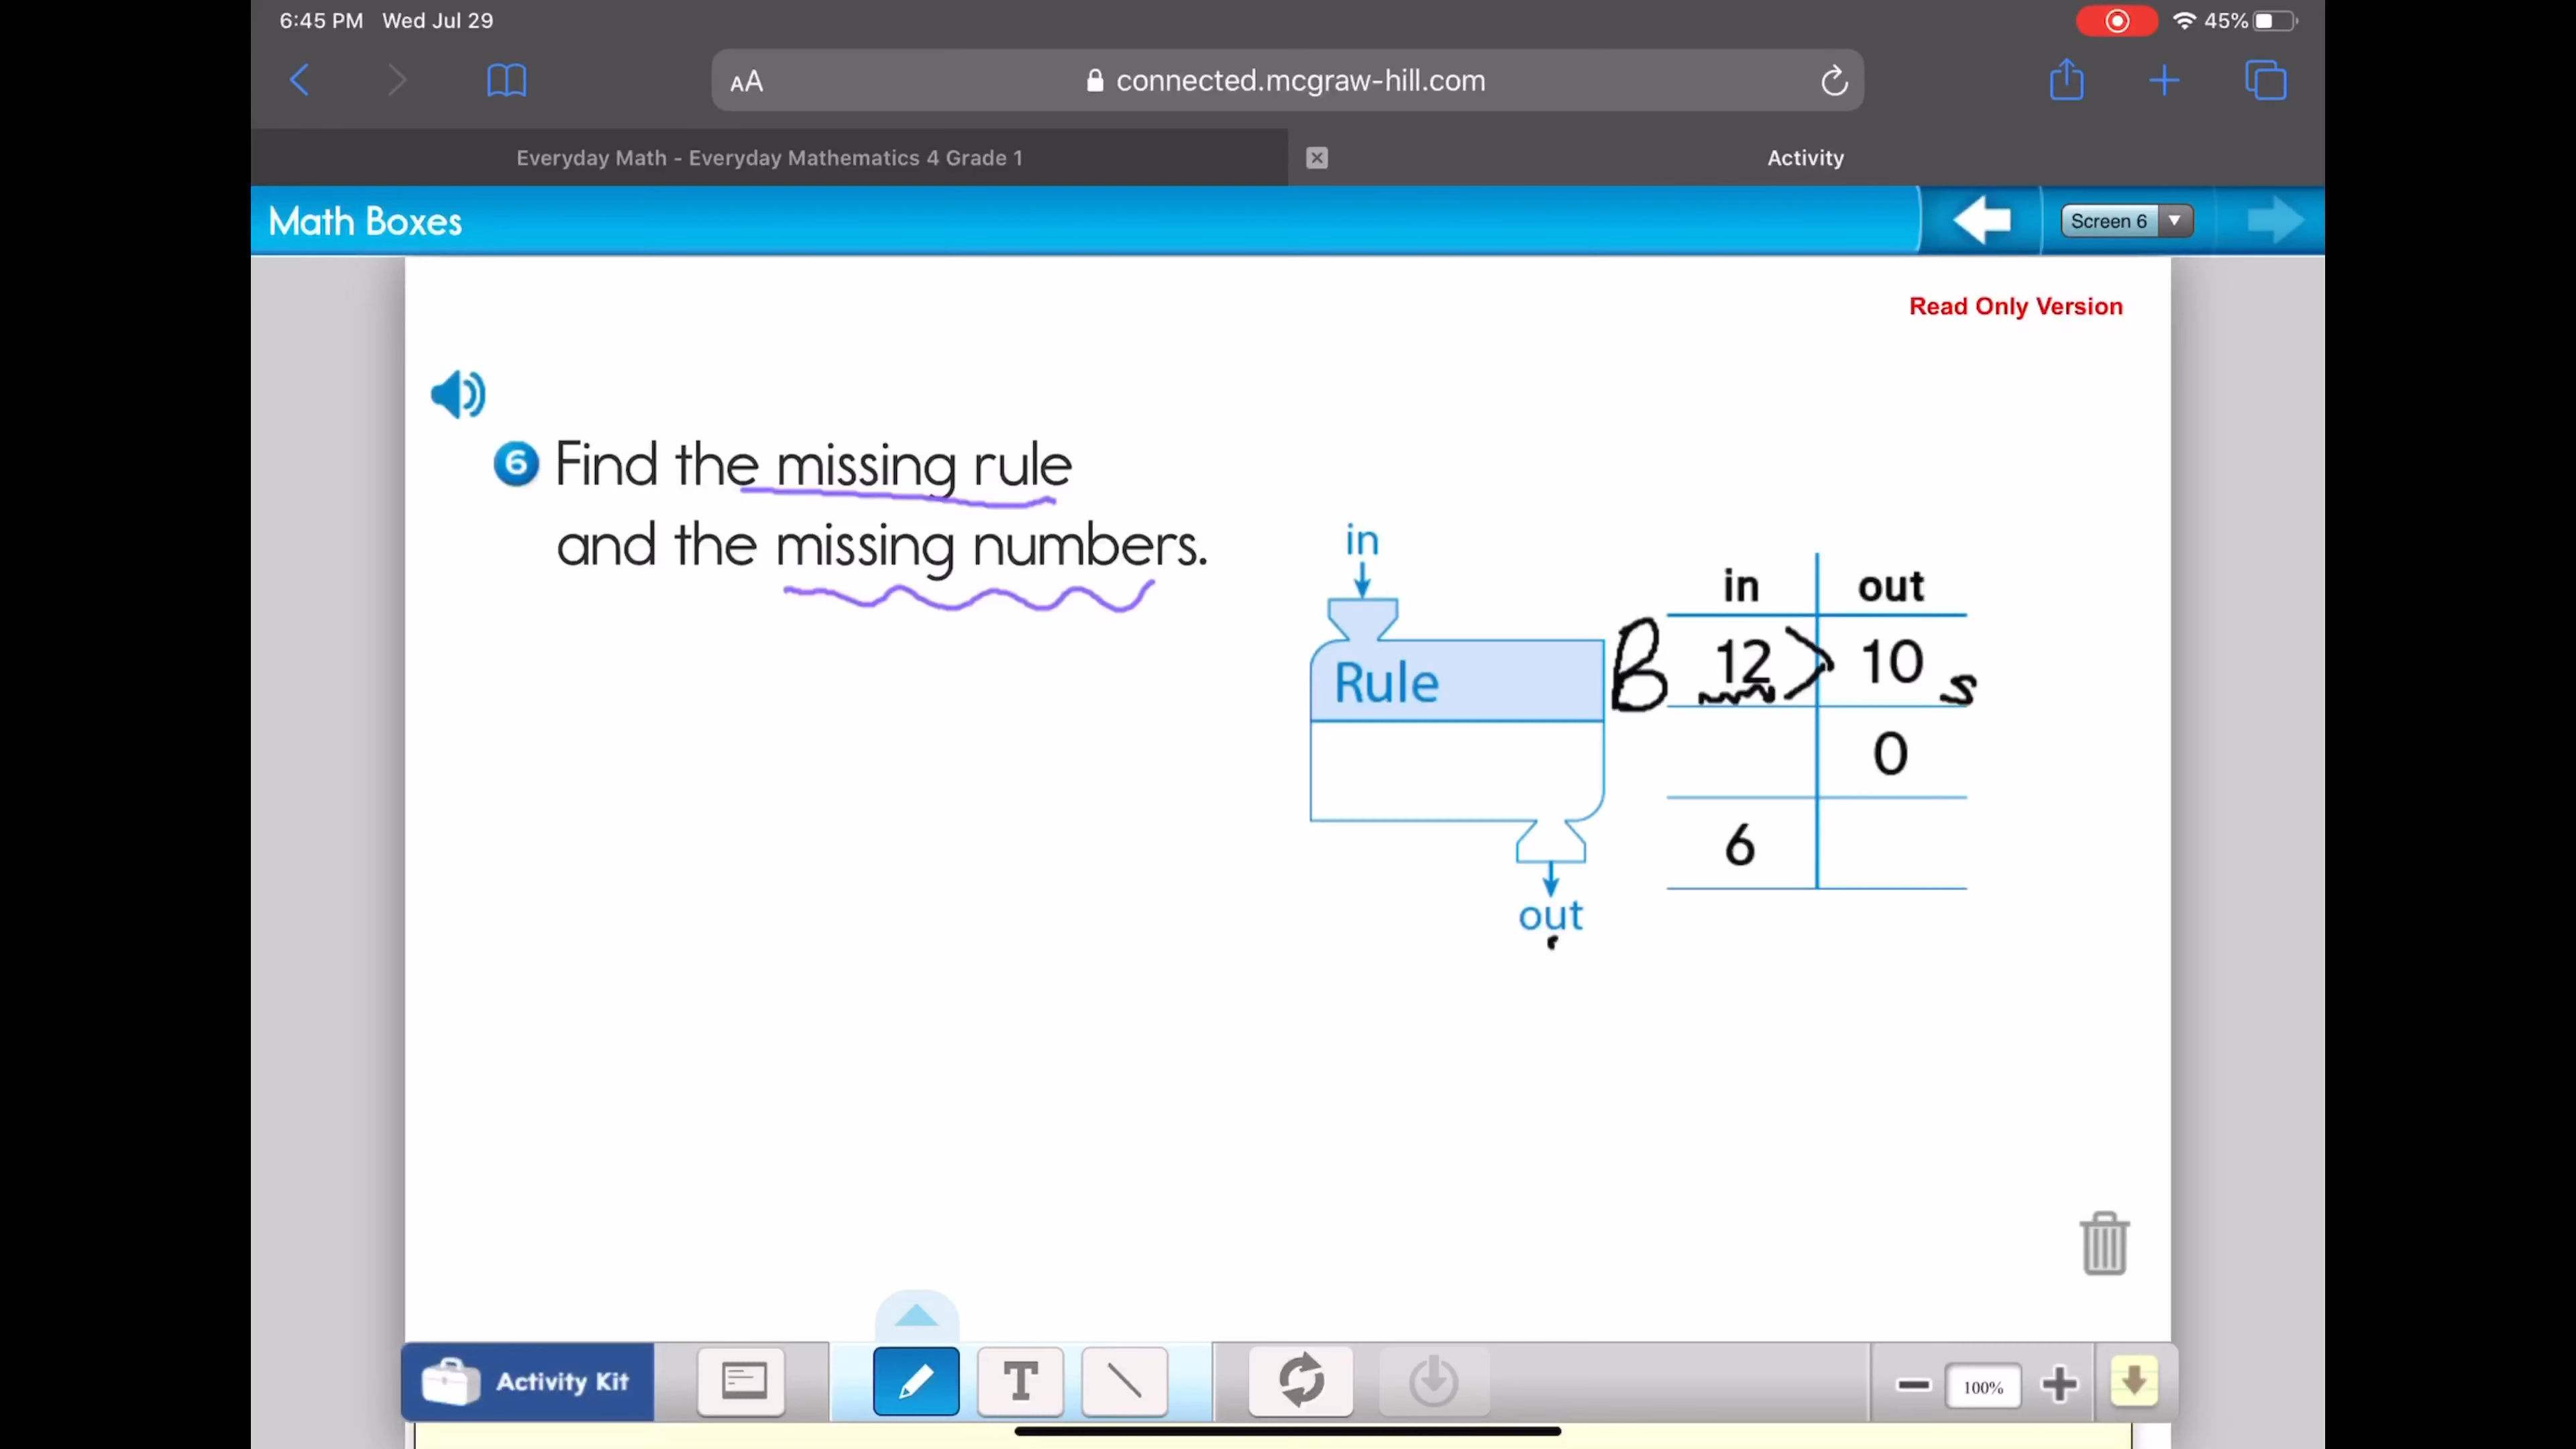 6:45 PM Wed Jul 29
45%
AA connected.mcgraw-hill.com
Everyday Math - Everyday Mathematics 4 Grade 1
Activity
Math Boxes
Screen 6
Read Only Version
6 Find the missing rule
and the missing numbers.
in
Rule
out
in out
B 12 > 10 s
0
6
Activity Kit
T
100%